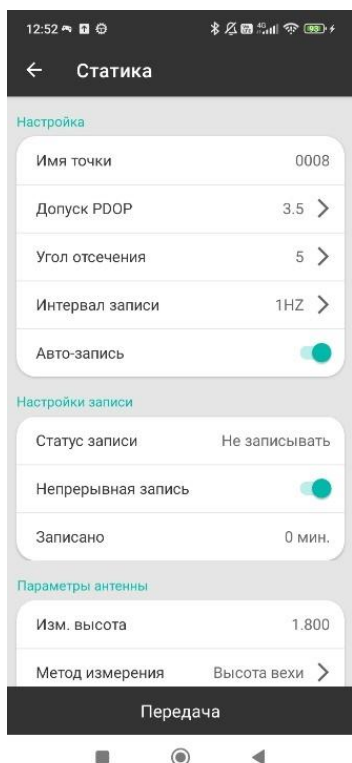 12:52
4G 93
Статика
Настройка
Имя точки 0008
Допуск PDOP 3.5
Угол отсечения 5
Интервал записи 1HZ
Авто-запись
Настройки записи
Статус записи Не записывать
Непрерывная запись
Записано 0 мин.
Параметры антенны
Изм. высота 1.800
Метод измерения Высота вехи
Передача